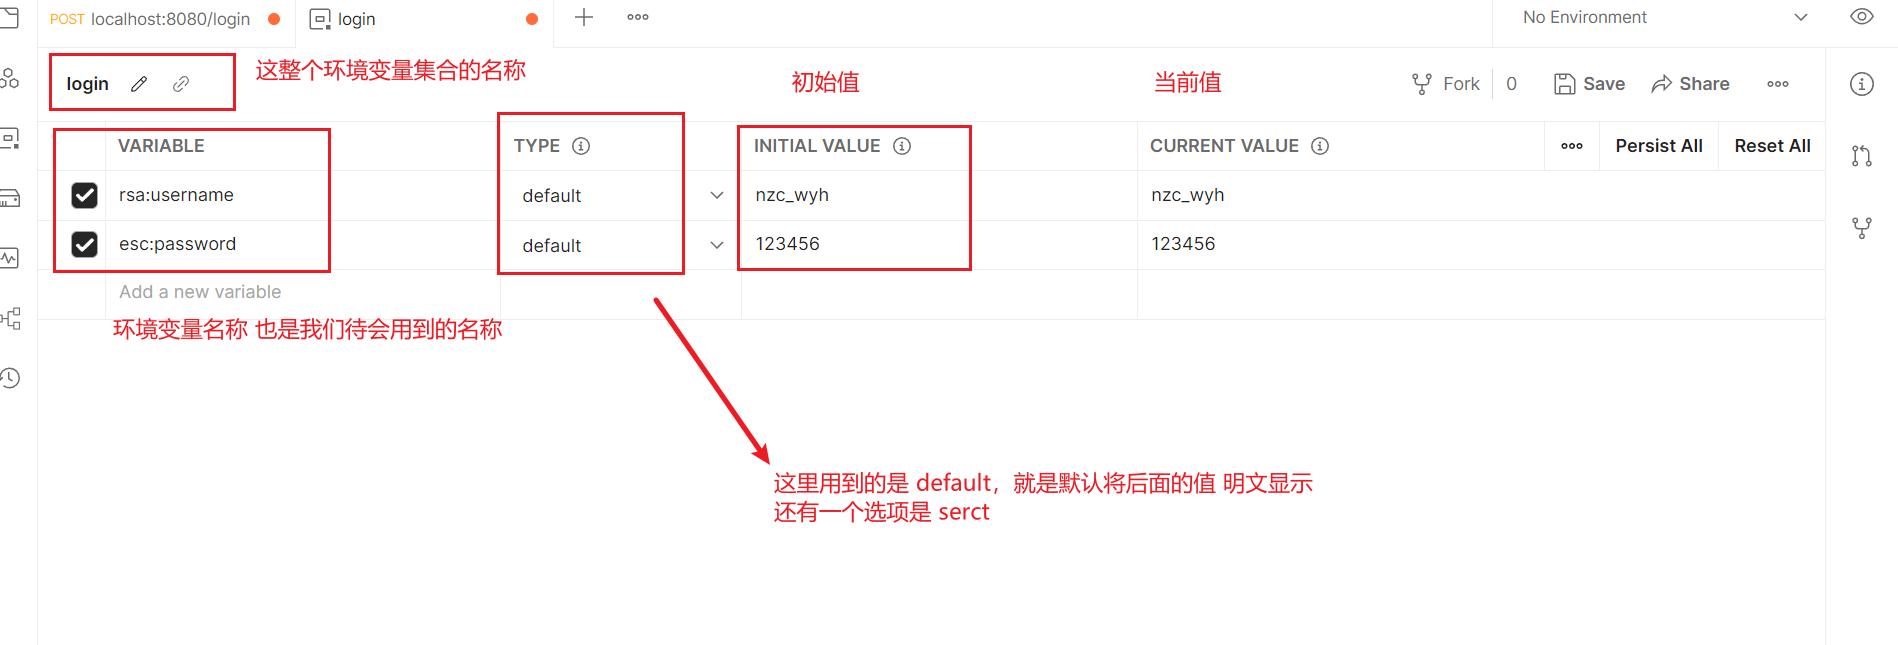 POST localhost:8080/login
login
No Environment
login
这整个环境变量集合的名称
初始值
当前值
Fork
0
Save
Share
VARIABLE
TYPE
INITIAL VALUE
CURRENT VALUE
Persist All
Reset All
rsa:username
default
nzc_wyh
nzc_wyh
esc:password
default
123456
123456
Add a new variable
环境变量名称 也是我们待会用到的名称
这里用到的是 default，就是默认将后面的值 明文显示
还有一个选项是 serct